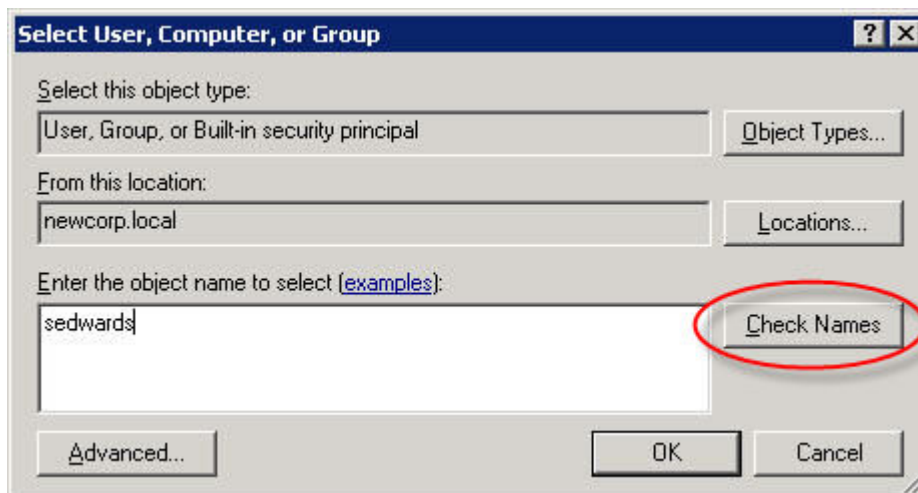 Select User, Computer, or Group
Select this object type:
User, Group, or Built-in security principal
Object Types...
From this location:
newcorp.local
Locations...
Enter the object name to select (examples):
sedwards
Check Names
Advanced...
OK
Cancel